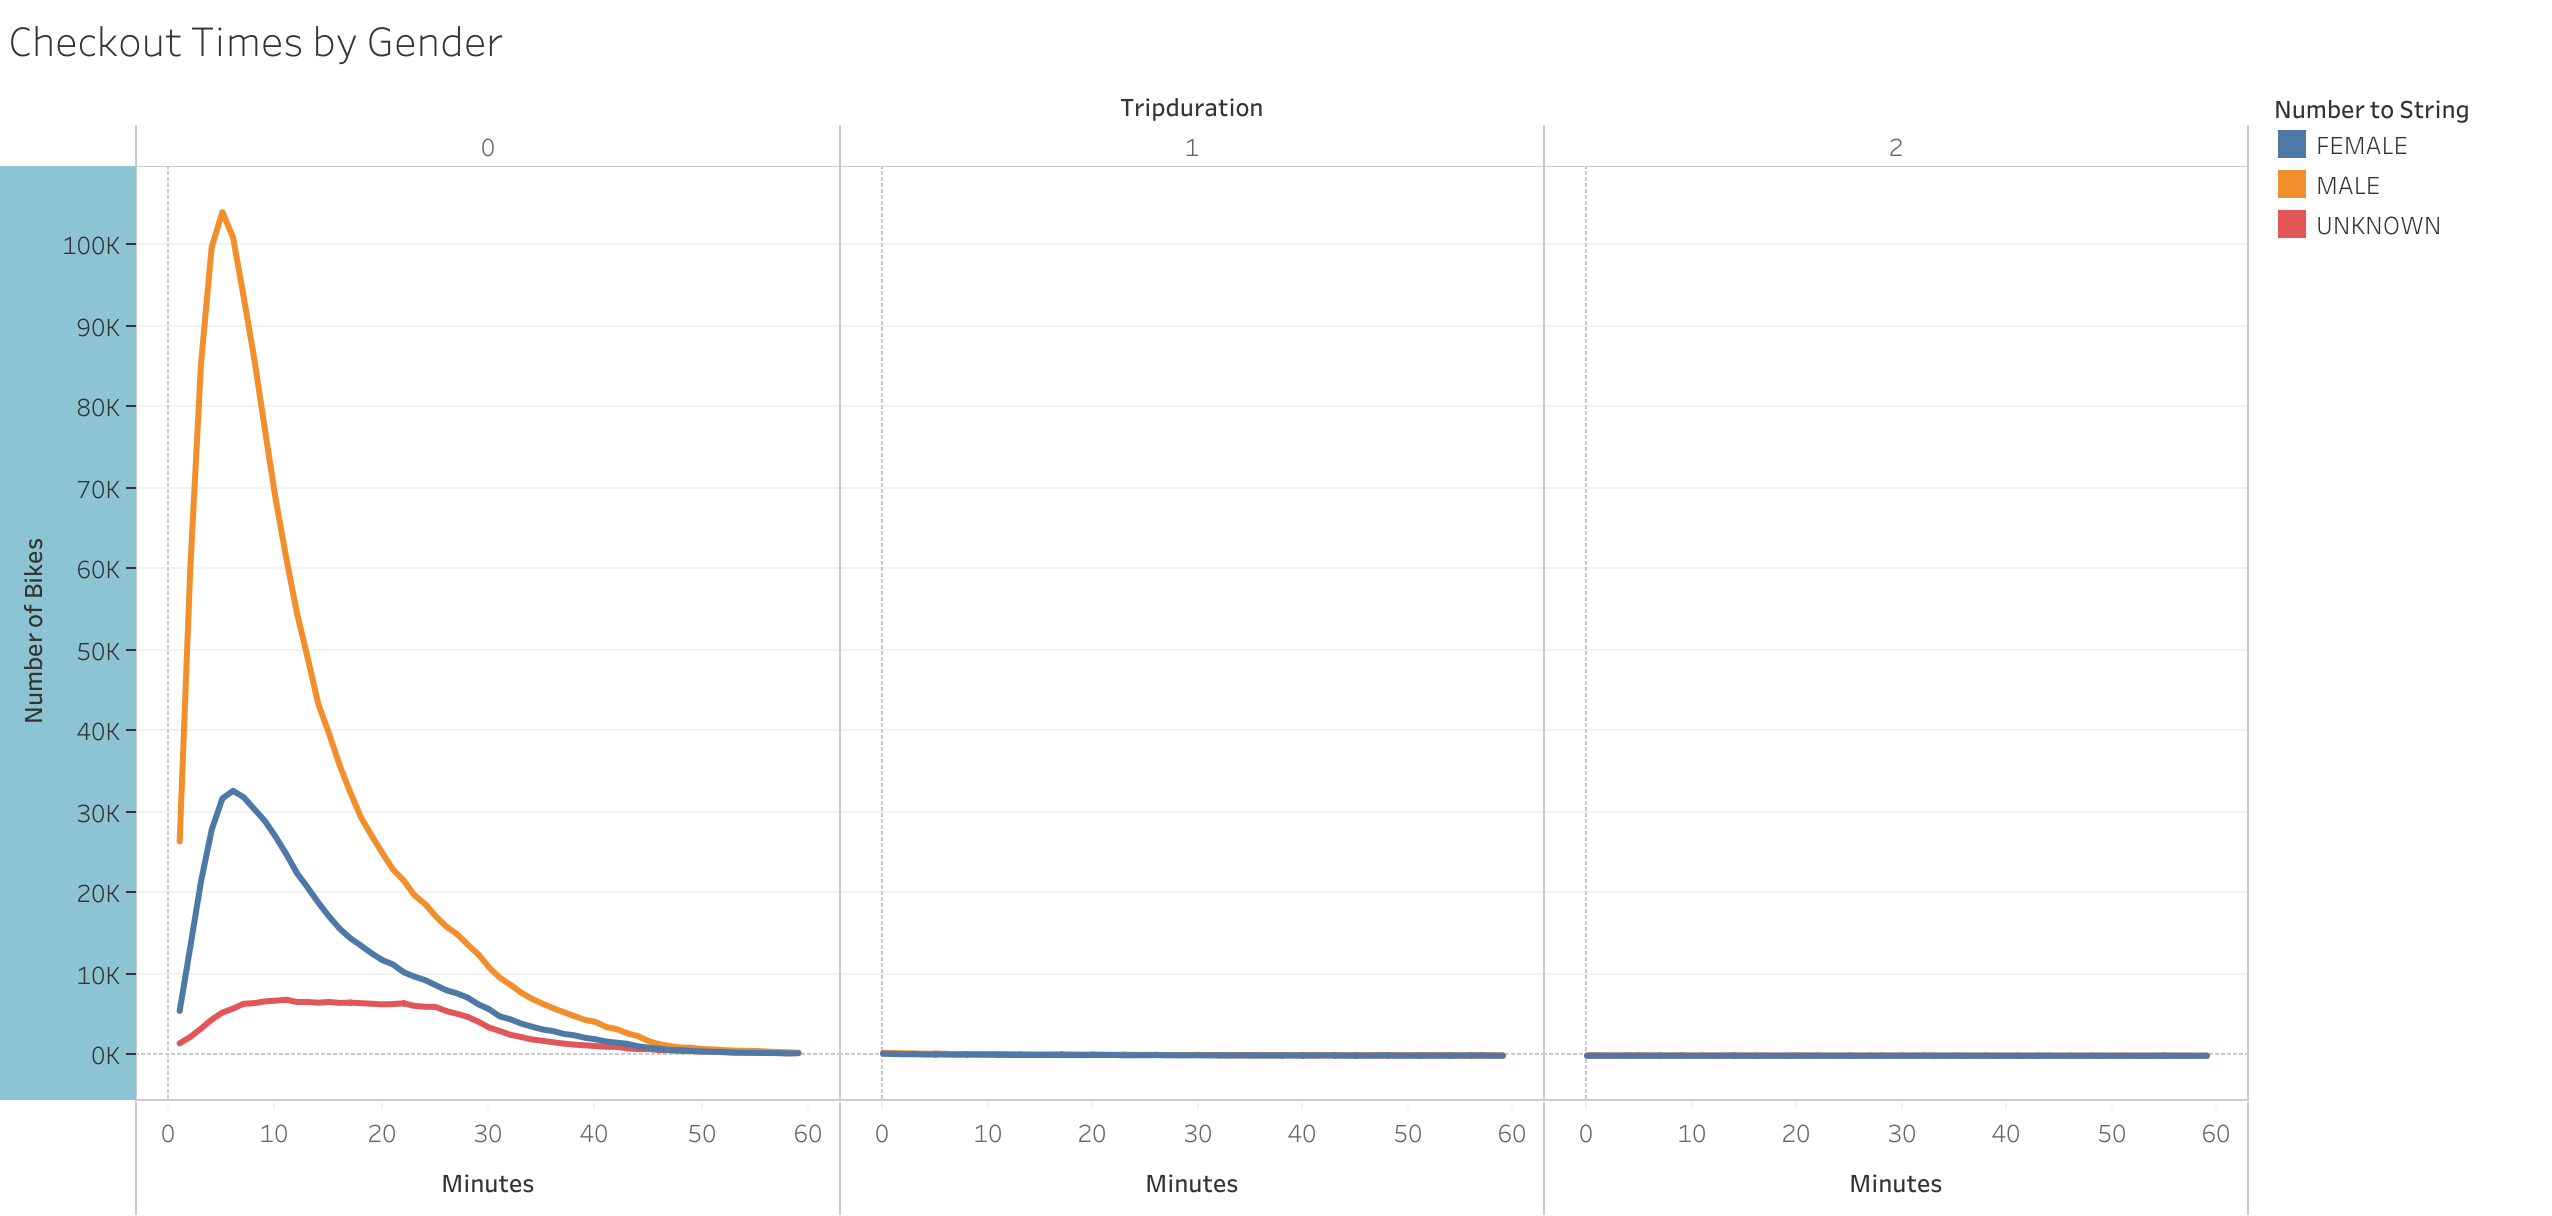 Checkout Times by Gender
Tripduration
0 1 2
Number to String
FEMALE
MALE
UNKNOWN
Number of Bikes
100K
90K
80K
70K
60K
50K
40K
30K
20K
10K
0K
0 10 20 30 40 50 60 0 10 20 30 40 50 60 0 10 20 30 40 50 60
Minutes Minutes Minutes